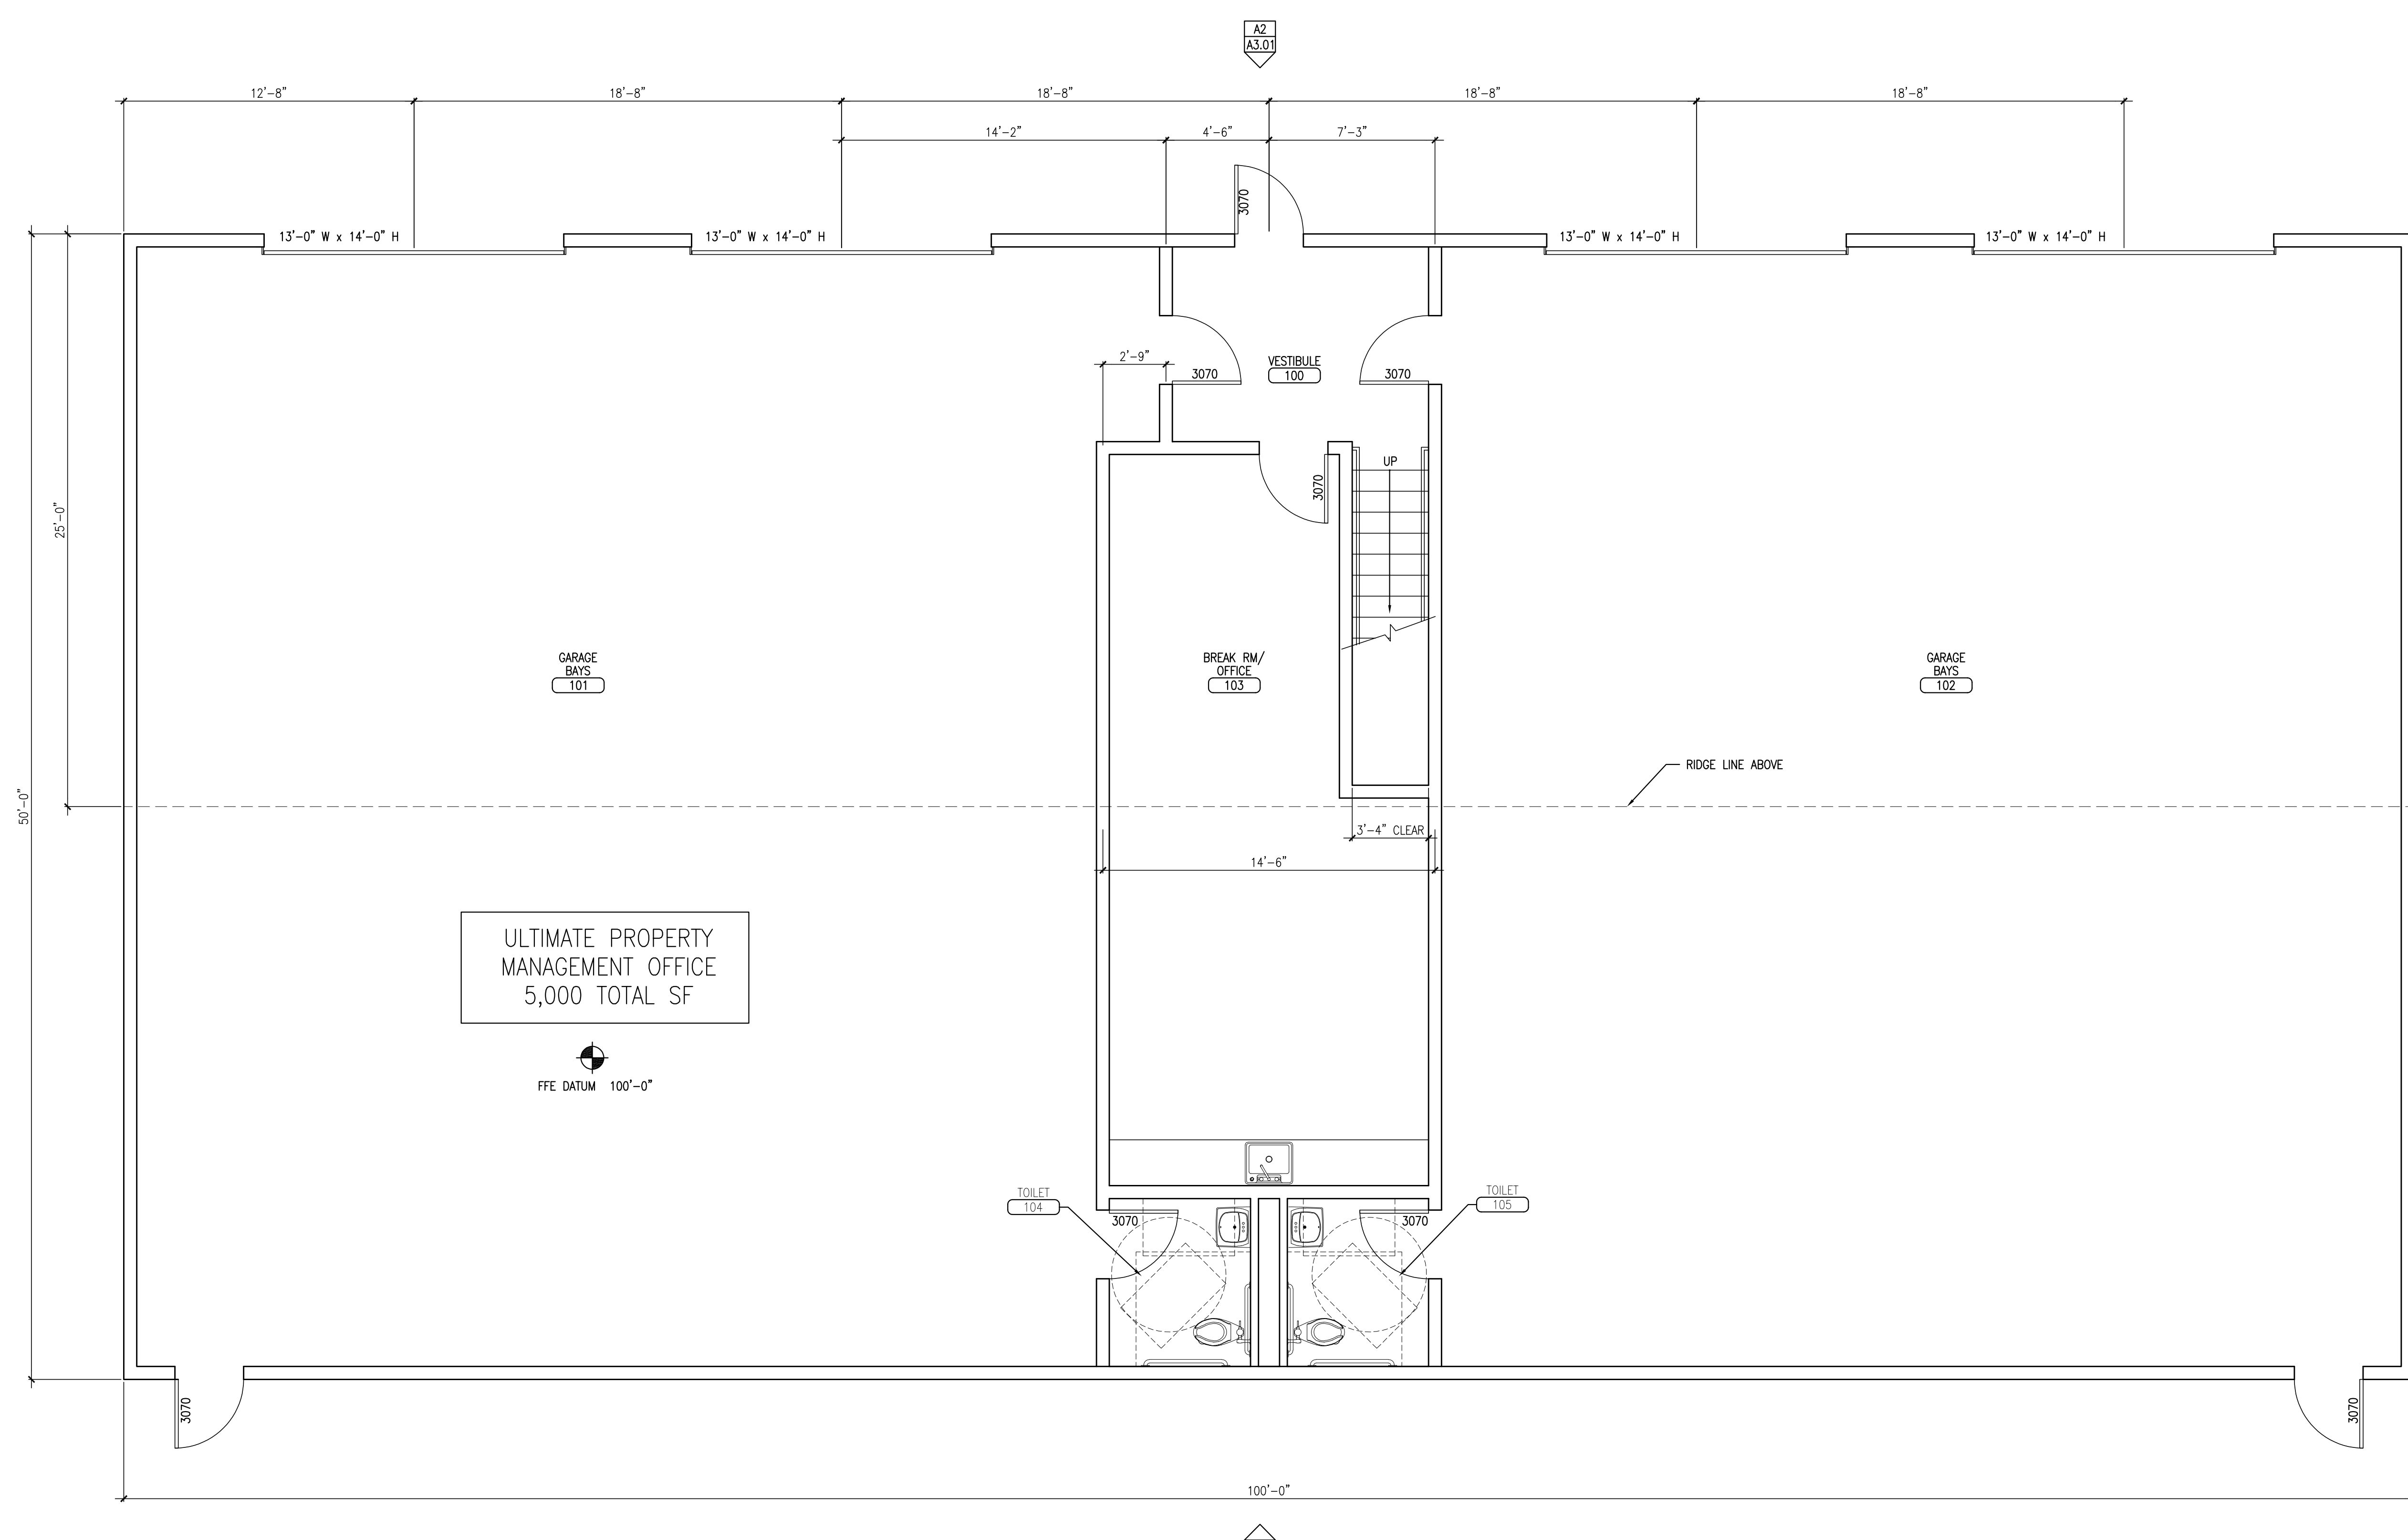 A2
A3.01
12'-8"
18'-8"
18'-8"
18'-8"
18'-8"
14'-2"
4'-6"
7'-3"
3070
13'-0" W x 14'-0" H
13'-0" W x 14'-0" H
13'-0" W x 14'-0" H
13'-0" W x 14'-0" H
2'-9"
3070
VESTIBULE
100
3070
UP
3070
25'-0"
50'-0"
GARAGE
BAYS
101
BREAK RM/
OFFICE
103
GARAGE
BAYS
102
RIDGE LINE ABOVE
3'-4" CLEAR
14'-6"
ULTIMATE PROPERTY
MANAGEMENT OFFICE
5,000 TOTAL SF
FFE DATUM 100'-0"
TOILET
104
TOILET
105
3070
3070
3070
3070
100'-0"